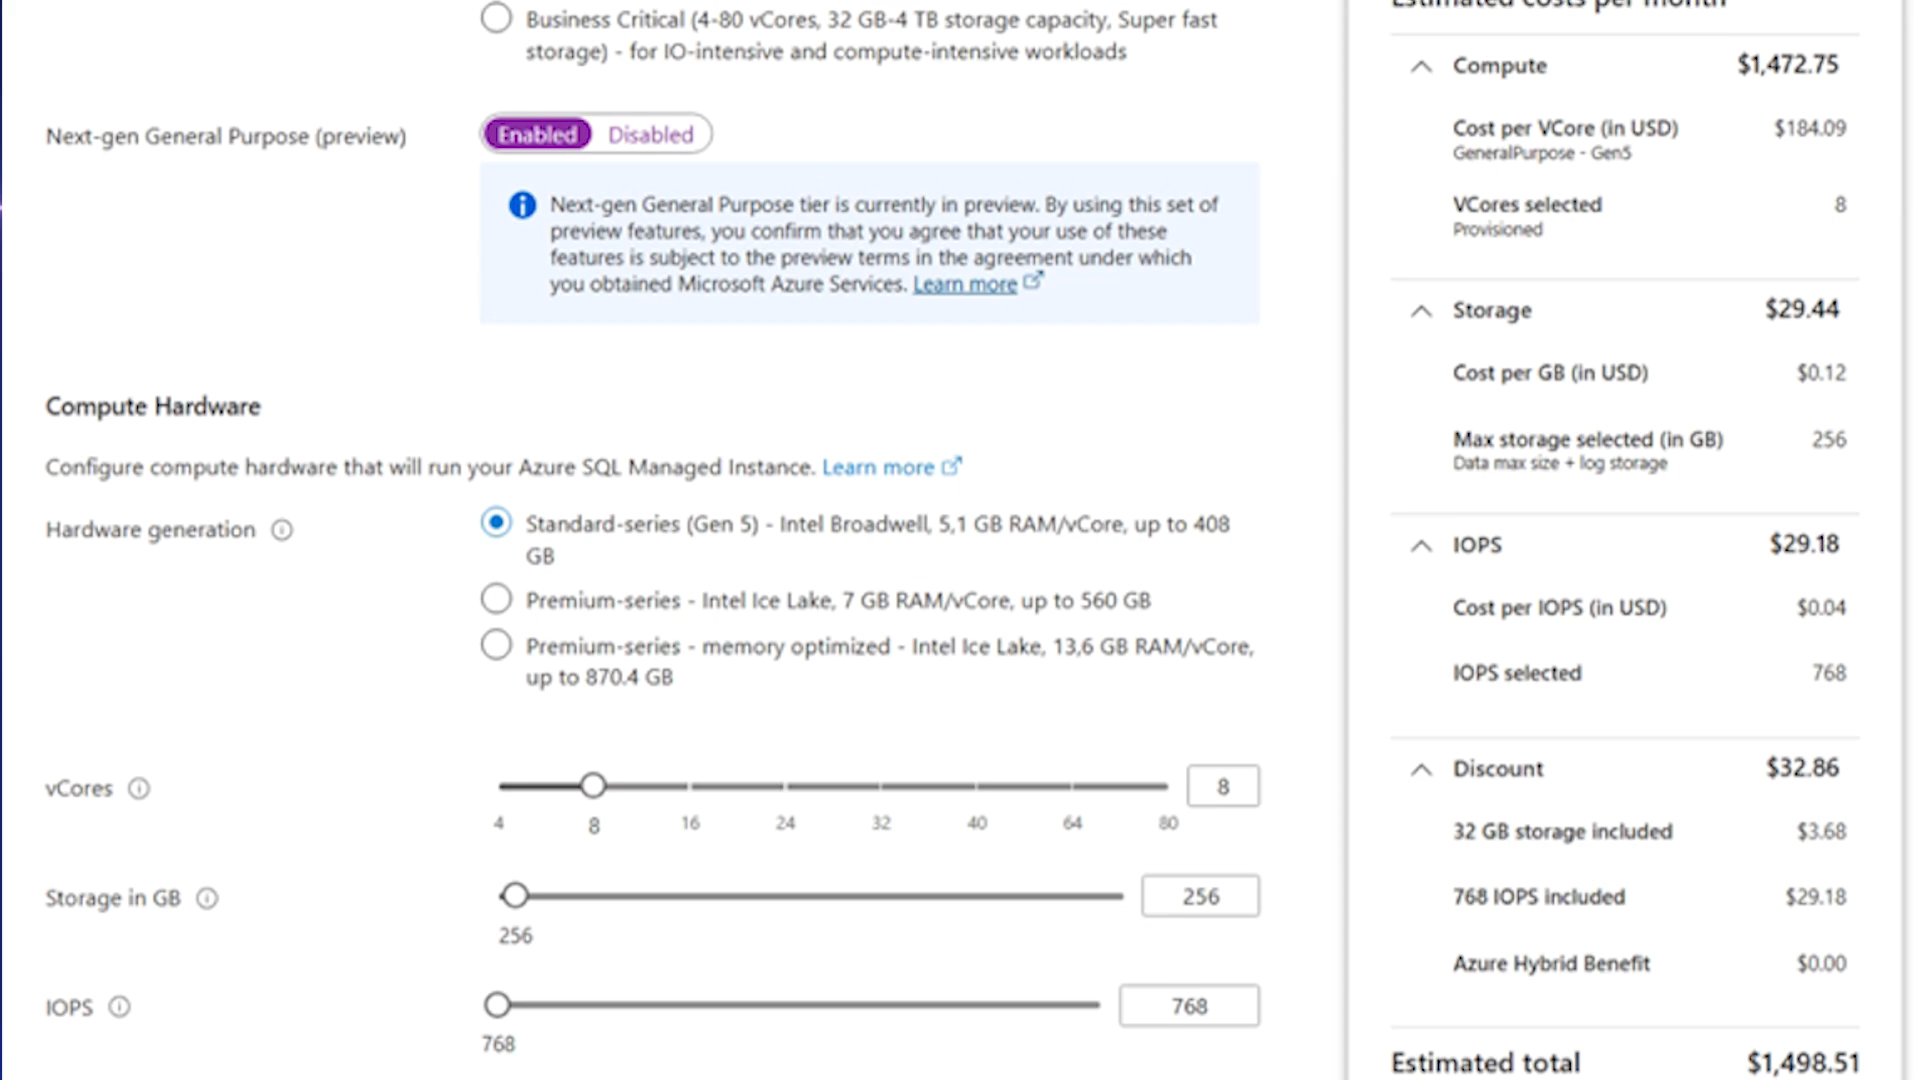 Business Critical (4-80 vCores, 32 GB-4 TB storage capacity, Super fast
storage) - for IO-intensive and compute-intensive workloads
Next-gen General Purpose (preview)
Enabled Disabled
Next-gen General Purpose tier is currently in preview. By using this set of
preview features, you confirm that you agree that your use of these
features is subject to the preview terms in the agreement under which
you obtained Microsoft Azure Services. Learn more
Compute Hardware
Configure compute hardware that will run your Azure SQL Managed Instance. Learn more
Hardware generation
Standard-series (Gen 5) - Intel Broadwell, 5,1 GB RAM/vCore, up to 408
GB
Premium-series - Intel Ice Lake, 7 GB RAM/vCore, up to 560 GB
Premium-series - memory optimized - Intel Ice Lake, 13,6 GB RAM/vCore,
up to 870.4 GB
vCores
8
4 8 16 24 32 40 64 80
Storage in GB
256
256
IOPS
768
768
Estimated costs per month
Compute $1,472.75
Cost per VCore (in USD) $184.09
GeneralPurpose - Gen5
VCores selected 8
Provisioned
Storage $29.44
Cost per GB (in USD) $0.12
Max storage selected (in GB) 256
Data max size + log storage
IOPS $29.18
Cost per IOPS (in USD) $0.04
IOPS selected 768
Discount $32.86
32 GB storage included $3.68
768 IOPS included $29.18
Azure Hybrid Benefit $0.00
Estimated total $1,498.51